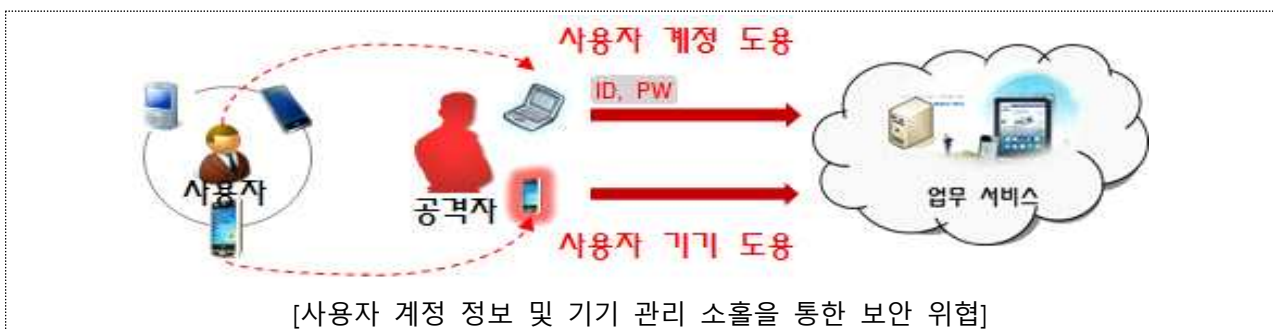 사용자 계정 도용
ID, PW
사용자
공격자
업무 서비스
사용자 기기 도용
[사용자 계정 정보 및 기기 관리 소홀을 통한 보안 위협]